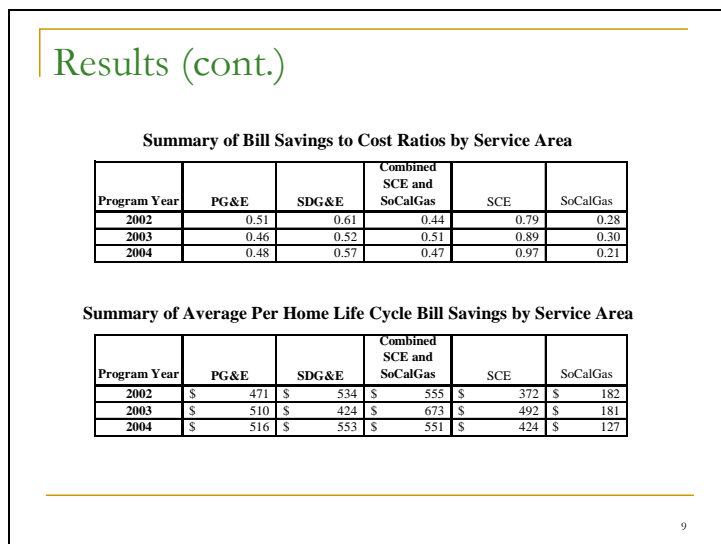 Results (cont.)
Summary of Bill Savings to Cost Ratios by Service Area
Program Year PG&E SDG&E Combined SCE and SoCalGas SCE SoCalGas
2002 0.51 0.61 0.44 0.79 0.28
2003 0.46 0.52 0.51 0.89 0.30
2004 0.48 0.57 0.47 0.97 0.21
Summary of Average Per Home Life Cycle Bill Savings by Service Area
Program Year PG&E SDG&E Combined SCE and SoCalGas SCE SoCalGas
2002 $ 471 $ 534 $ 555 $ 372 $ 182
2003 $ 510 $ 424 $ 673 $ 492 $ 181
2004 $ 516 $ 553 $ 551 $ 424 $ 127
9